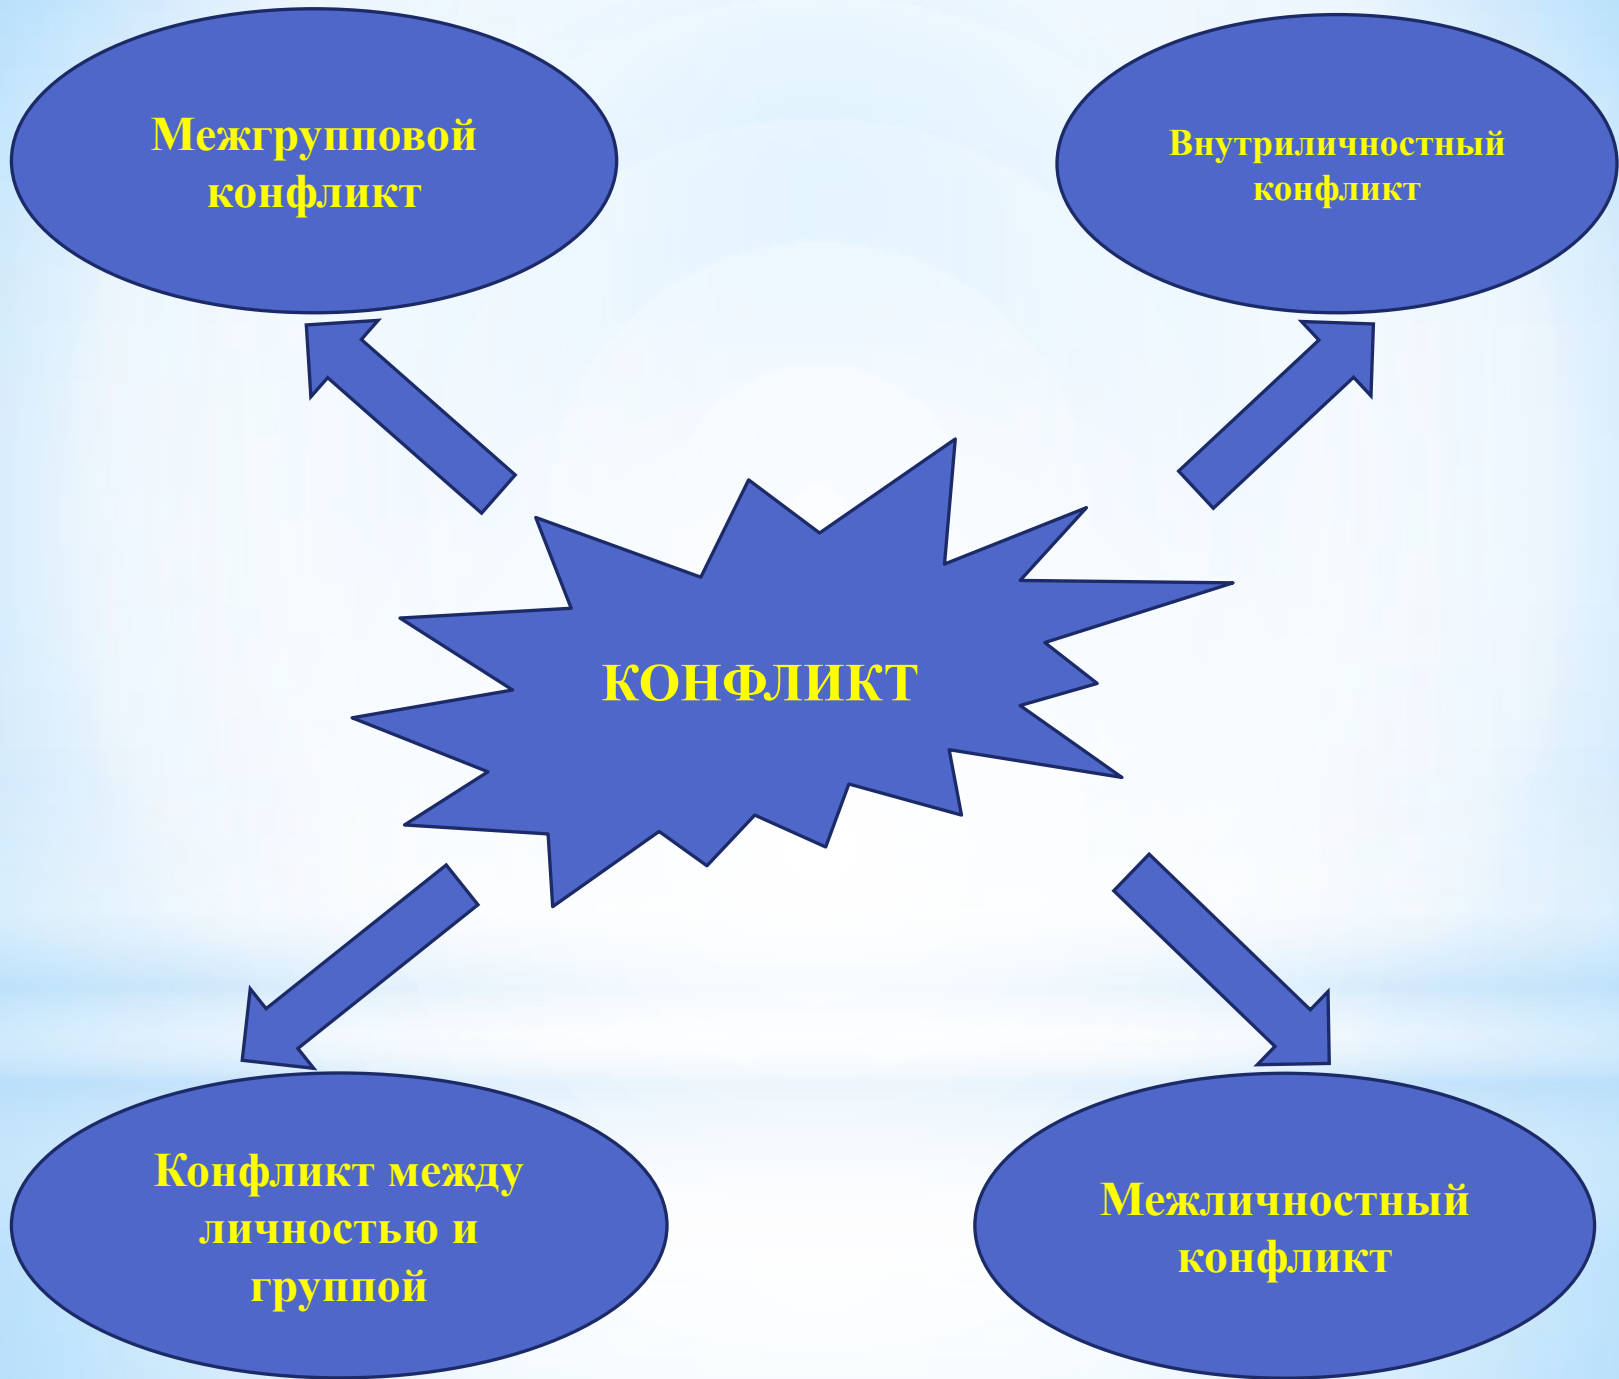 Межгрупповой
конфликт
Внутриличностный
конфликт
КОНФЛИКТ
Конфликт между
личностью и
группой
Межличностный
конфликт